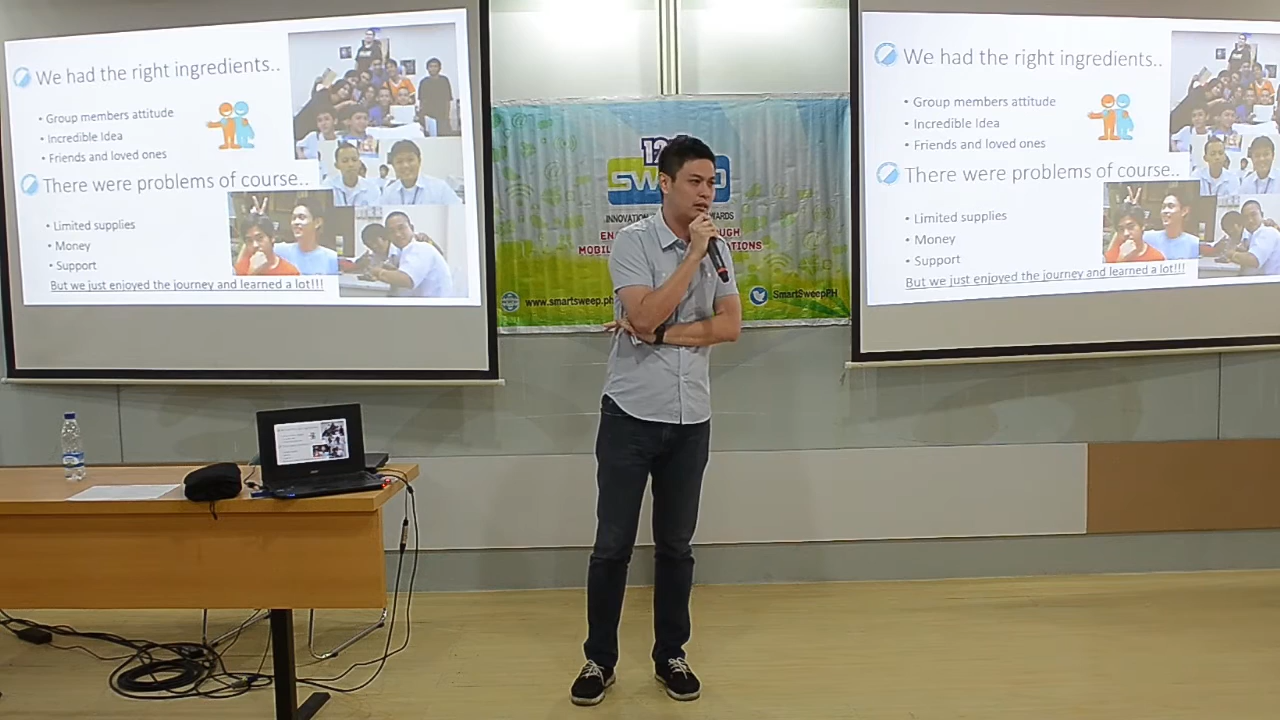 We had the right ingredients..
• Group members attitude
• Incredible Idea
• Friends and loved ones
There were problems of course..
• Limited supplies
• Money
• Support
But we just enjoyed the journey and learned a lot!!!
We had the right ingredients..
• Group members attitude
• Incredible Idea
• Friends and loved ones
There were problems of course..
• Limited supplies
• Money
• Support
But we just enjoyed the journey and learned a lot!!!
www.smartsweep.ph
SmartSweepPH